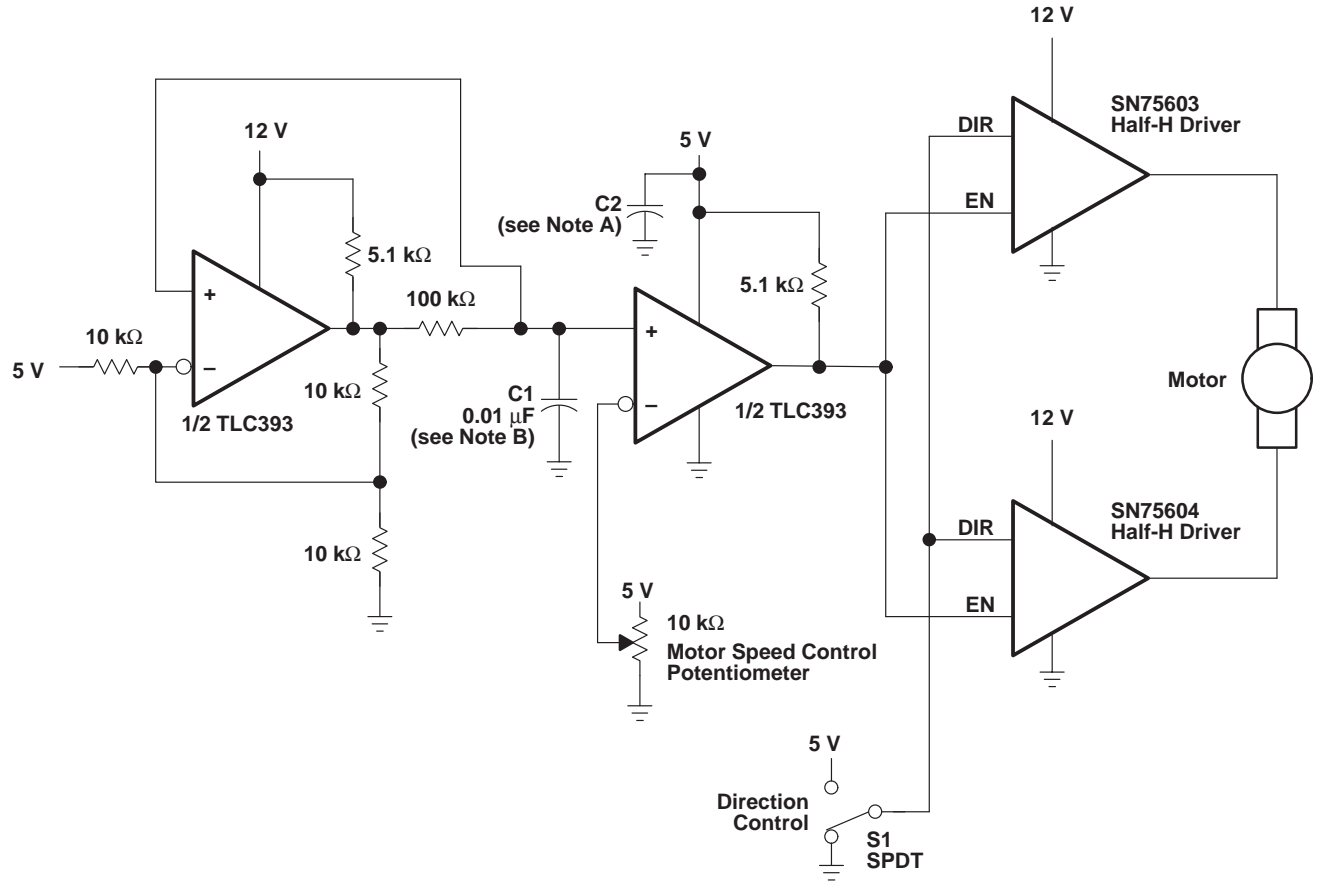 12 V
5.1 kΩ
+
−
10 kΩ
5 V
1/2 TLC393
100 kΩ
10 kΩ
10 kΩ
C1
0.01 μF
(see Note B)
5 V
C2
(see Note A)
5.1 kΩ
+
−
1/2 TLC393
5 V
10 kΩ
Motor Speed Control
Potentiometer
12 V
SN75603
Half-H Driver
DIR
EN
Motor
12 V
SN75604
Half-H Driver
DIR
EN
5 V
Direction
Control
S1
SPDT